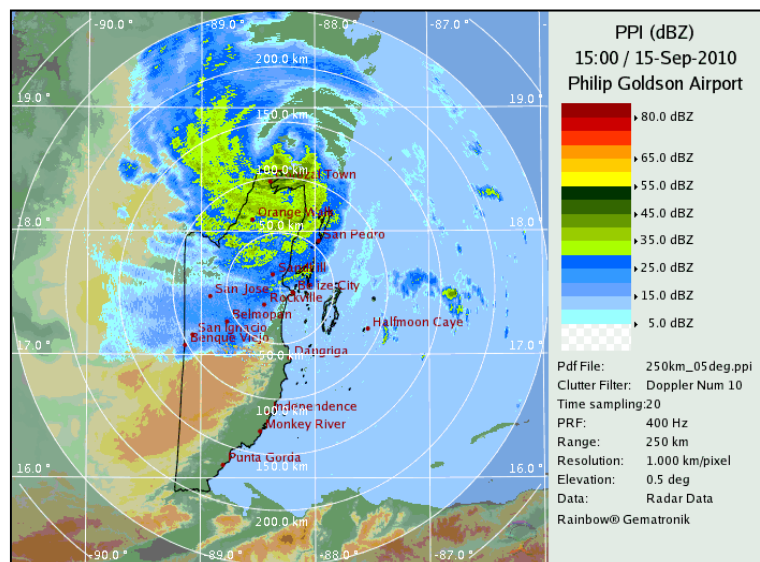 -90.0 °
-89.0 °
-88.0 °
-87.0 °
200.0 km
19.0 °
19.0 °
150.0 km
100.0 km
Corozal Town
Orange Walk
50.0 km
18.0 °
18.0 °
San Pedro
Sandhill
San Jose
Belize City
Rockville
Belmopan
Halfmoon Caye
San Ignacio
Benque Viejo
17.0 °
17.0 °
50.0 km
Dangriga
100.0 km
Independence
Monkey River
Punta Gorda
150.0 km
16.0 °
16.0 °
200.0 km
-90.0 °
-89.0 °
-88.0 °
-87.0 °
PPI (dBZ)
15:00 / 15-Sep-2010
Philip Goldson Airport
80.0 dBZ
65.0 dBZ
55.0 dBZ
45.0 dBZ
35.0 dBZ
25.0 dBZ
15.0 dBZ
5.0 dBZ
Pdf File: 250km_05deg.ppi
Clutter Filter: Doppler Num 10
Time sampling:20
PRF: 400 Hz
Range: 250 km
Resolution: 1.000 km/pixel
Elevation: 0.5 deg
Data: Radar Data
Rainbow® Gematronik